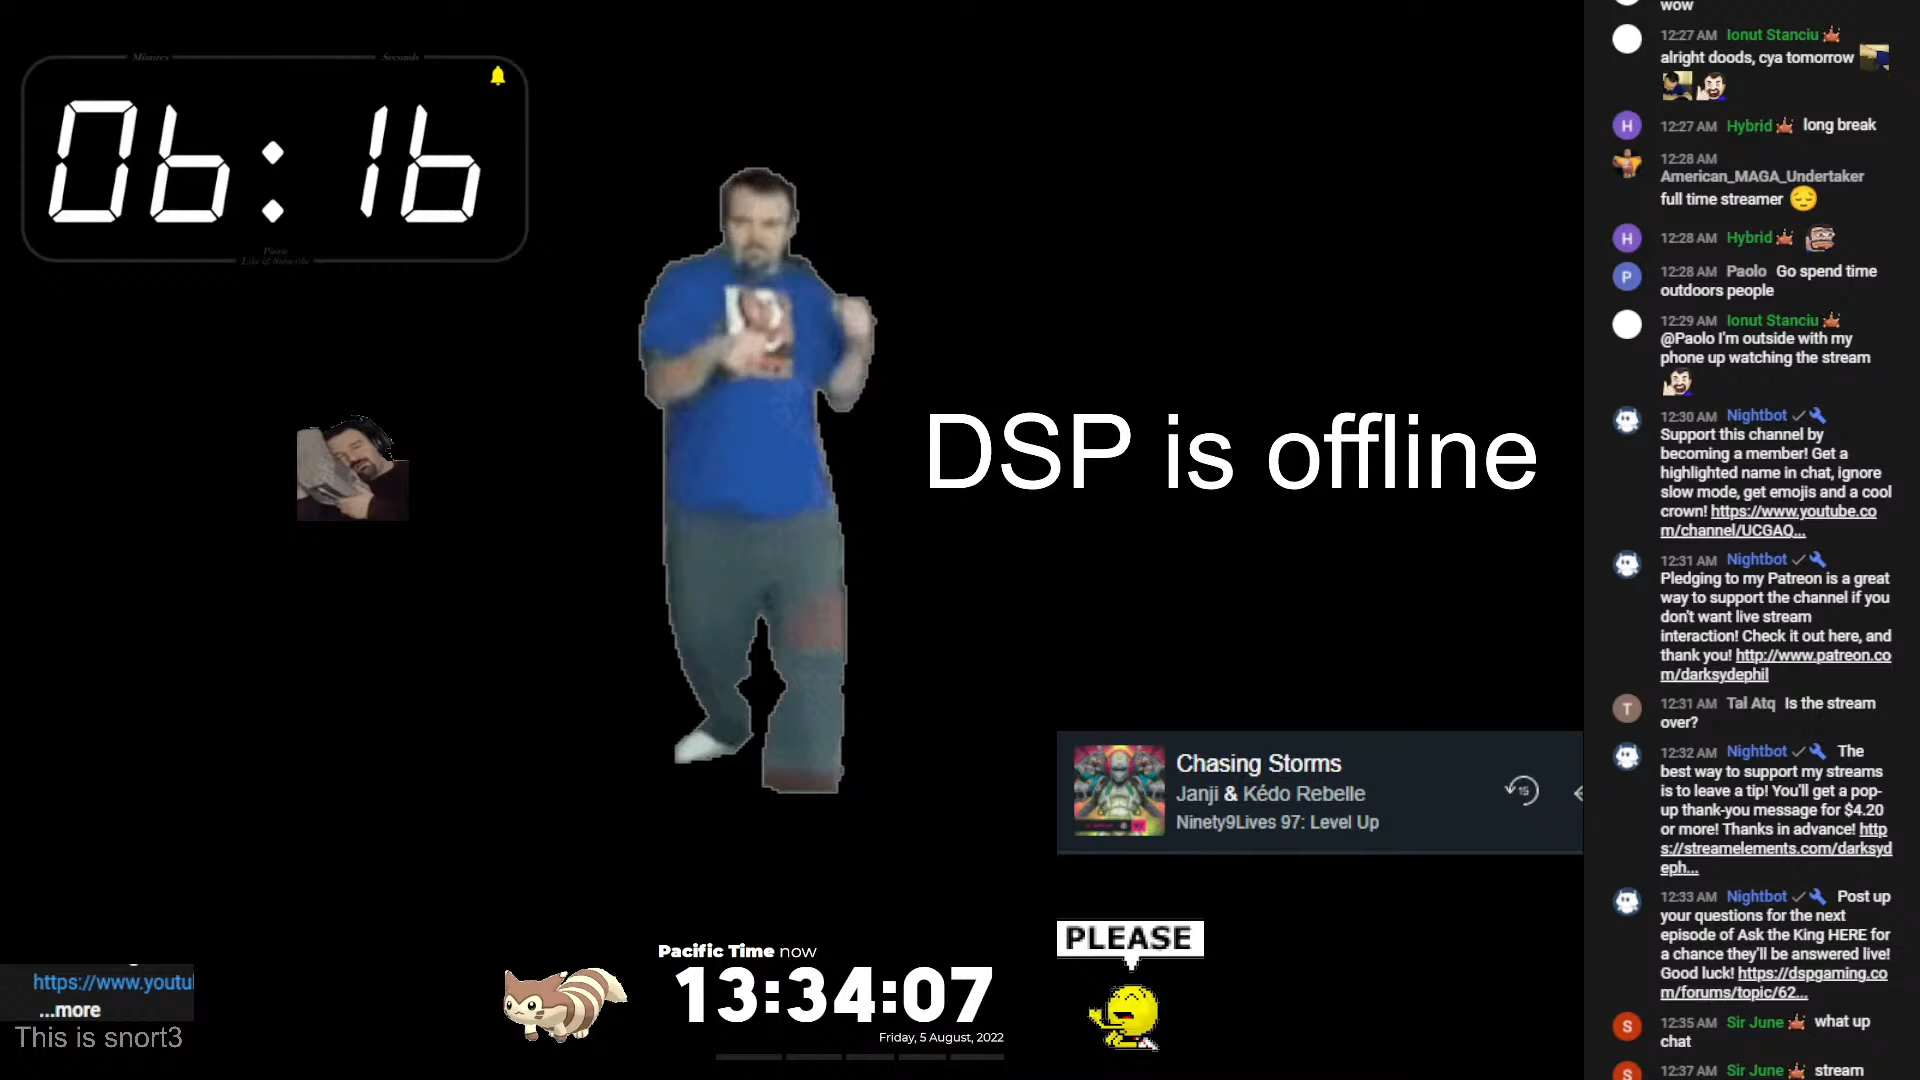 Minutes
Seconds
06:16
Please
Like & Subscribe
DSP is offline
Chasing Storms
Janji & Kédo Rebelle
Ninety9Lives 97: Level Up
15
PLEASE
Pacific Time now
13:34:07
Friday, 5 August, 2022
https://www.youtu
...more
This is snort3
wow
12:27 AM Ionut Stanciu
alright doods, cya tomorrow
H
12:27 AM Hybrid long break
12:28 AM
American_MAGA_Undertaker
full time streamer
H
12:28 AM Hybrid
P
12:28 AM Paolo Go spend time
outdoors people
12:29 AM Ionut Stanciu
@Paolo I'm outside with my
phone up watching the stream
12:30 AM Nightbot
Support this channel by
becoming a member! Get a
highlighted name in chat, ignore
slow mode, get emojis and a cool
crown! https://www.youtube.co
m/channel/UCGAQ...
12:31 AM Nightbot
Pledging to my Patreon is a great
way to support the channel if you
don't want live stream
interaction! Check it out here, and
thank you! http://www.patreon.co
m/darksydephil
T
12:31 AM Tal Atq Is the stream
over?
12:32 AM Nightbot The
best way to support my streams
is to leave a tip! You'll get a pop-
up thank-you message for $4.20
or more! Thanks in advance! http
s://streamelements.com/darksyd
eph...
12:33 AM Nightbot Post up
your questions for the next
episode of Ask the King HERE for
a chance they'll be answered live!
Good luck! https://dspgaming.co
m/forums/topic/62...
S
12:35 AM Sir June what up
chat
S
12:37 AM Sir June stream